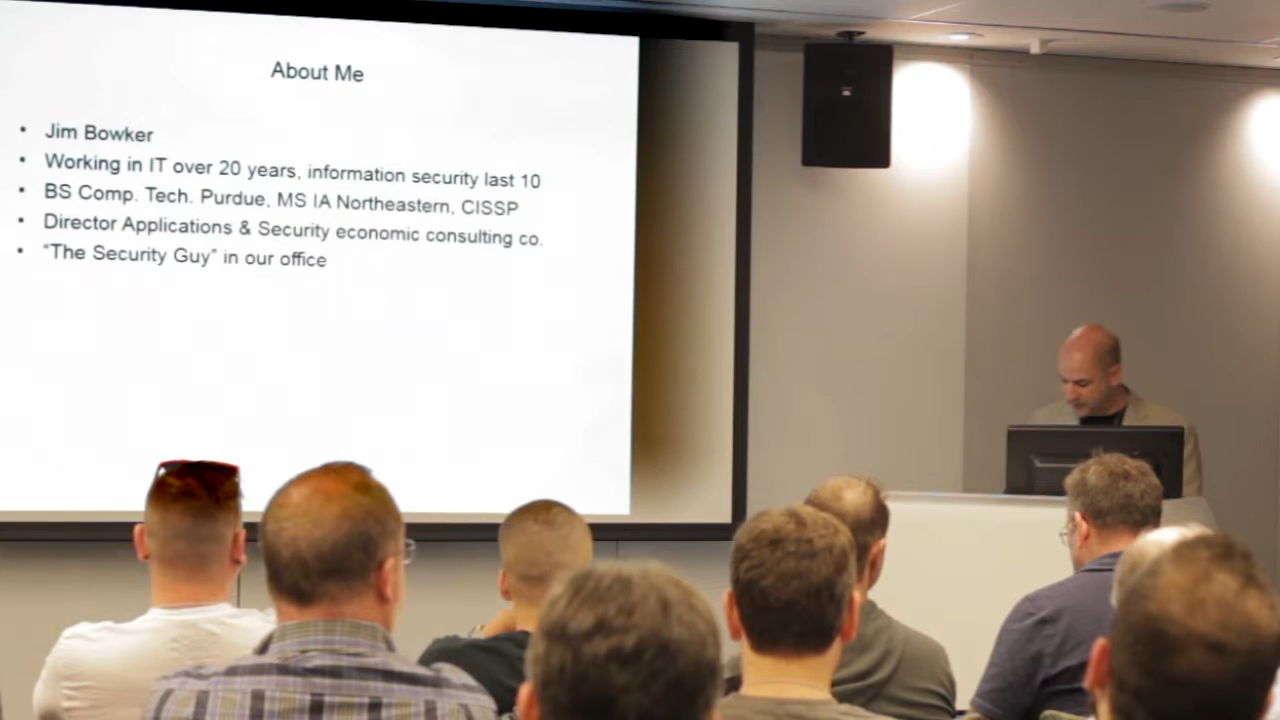 About Me
• Jim Bowker
• Working in IT over 20 years, information security last 10
• BS Comp. Tech. Purdue, MS IA Northeastern, CISSP
• Director Applications & Security economic consulting co.
• “The Security Guy” in our office